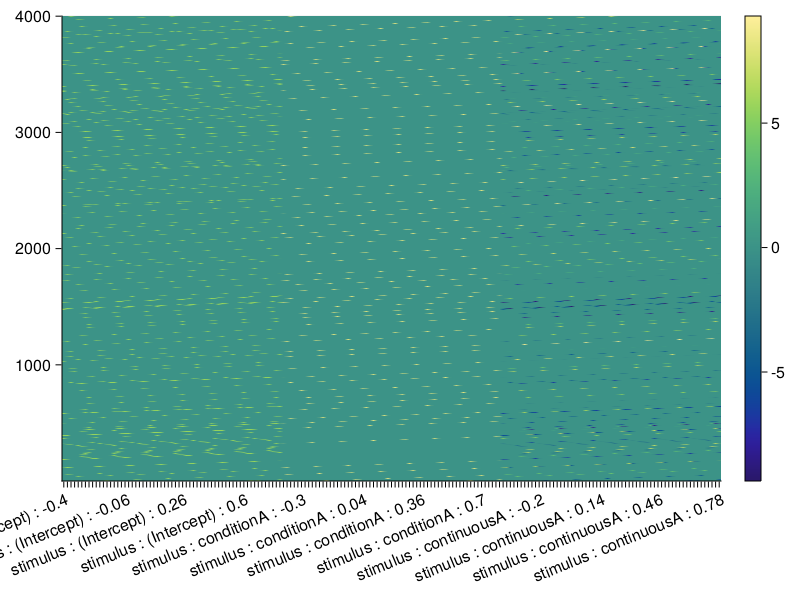 4000
3000
2000
1000
5
0
-5
cept) : -0.4
s : (Intercept) : -0.06
stimulus : (Intercept) : 0.26
stimulus : (Intercept) : 0.6
stimulus : conditionA : -0.3
stimulus : conditionA : 0.04
stimulus : conditionA : 0.36
stimulus : conditionA : 0.7
stimulus : continuousA : -0.2
stimulus : continuousA : 0.14
stimulus : continuousA : 0.46
stimulus : continuousA : 0.78